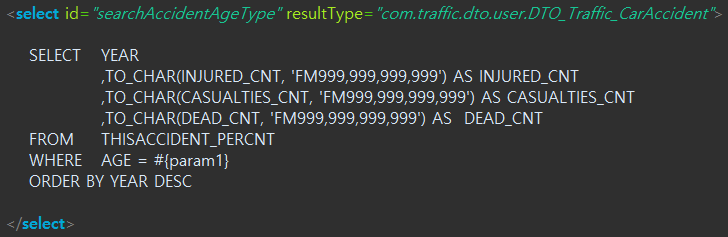 <select id="searchAccidentAgeType" resultType="com.traffic.dto.user.DTO_Traffic_CarAccident">
SELECT YEAR
,TO_CHAR(INJURED_CNT, 'FM999,999,999,999') AS INJURED_CNT
,TO_CHAR(CASUALTIES_CNT, 'FM999,999,999,999') AS CASUALTIES_CNT
,TO_CHAR(DEAD_CNT, 'FM999,999,999,999') AS DEAD_CNT
FROM THISACCIDENT_PERCNT
WHERE AGE = #{param1}
ORDER BY YEAR DESC
</select>